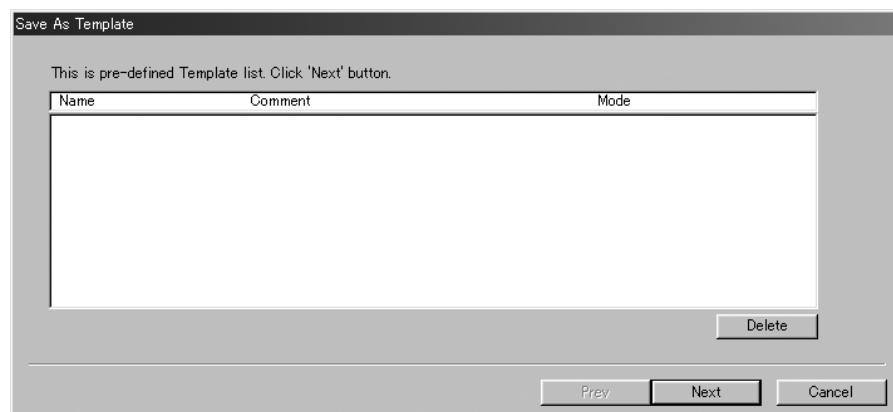 Save As Template
This is pre-defined Template list. Click 'Next' button.
Name Comment Mode
Delete
Prev Next Cancel